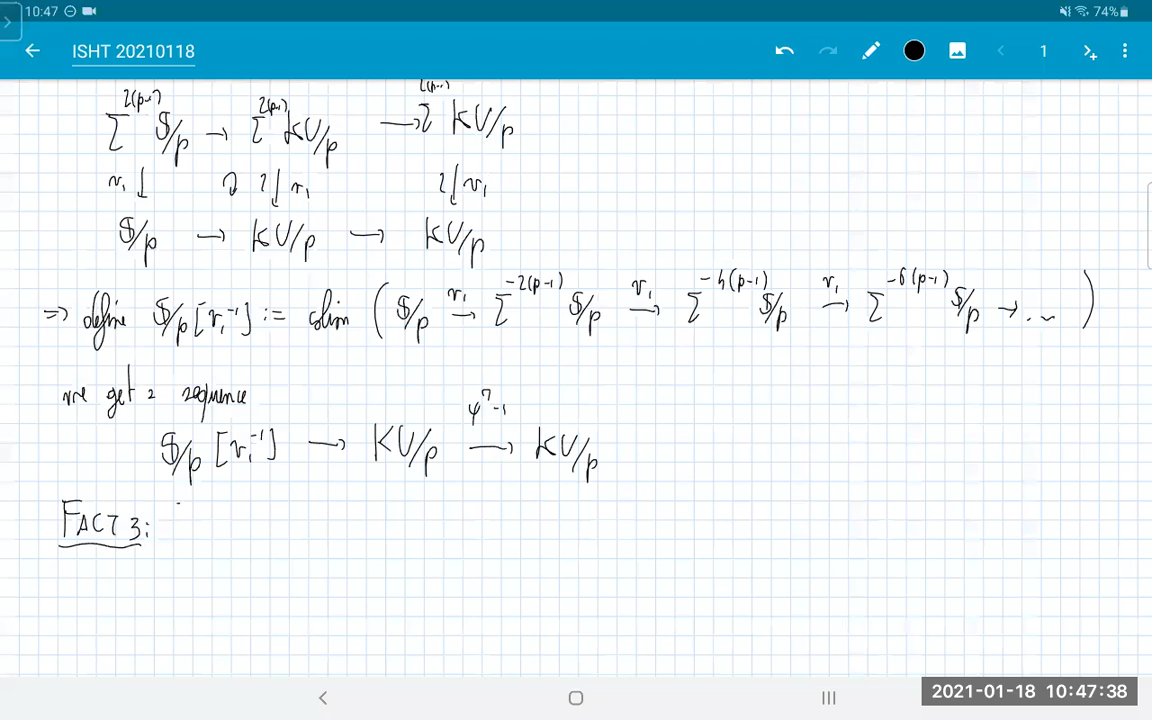 10:47 74%
ISHT 20210118 1
Σ^{2(p-1)} 𝕊/p → Σ^{2(p-1)} KU/p → Σ^{2(p-1)} KU/p
v₁ ↓ ↻ ≀↓ v₁ ≀↓ v₁
𝕊/p → KU/p → KU/p
⇒ define 𝕊/p[v₁⁻¹] := colim ( 𝕊/p →^{v₁} Σ^{-2(p-1)} 𝕊/p →^{v₁} Σ^{-4(p-1)} 𝕊/p →^{v₁} Σ^{-6(p-1)} 𝕊/p → ... )
we get a sequence
𝕊/p [v₁⁻¹] → KU/p →^{ψ^{7}-1} KU/p
FACT 3:
2021-01-18 10:47:38